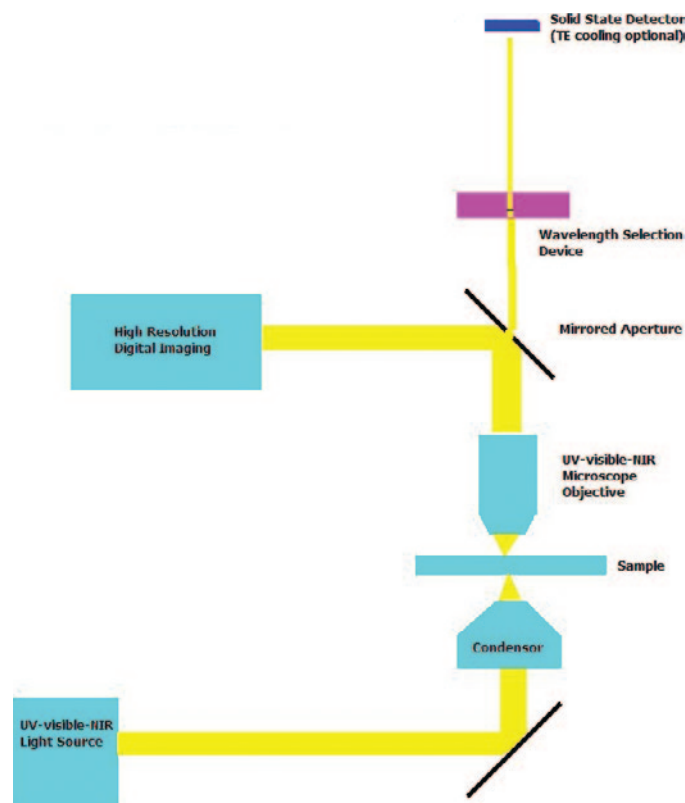 Solid State Detector
(TE cooling optional)
Wavelength Selection
Device
Mirrored Aperture
High Resolution
Digital Imaging
UV-visible-NIR
Microscope
Objective
Sample
Condensor
UV-visible-NIR
Light Source